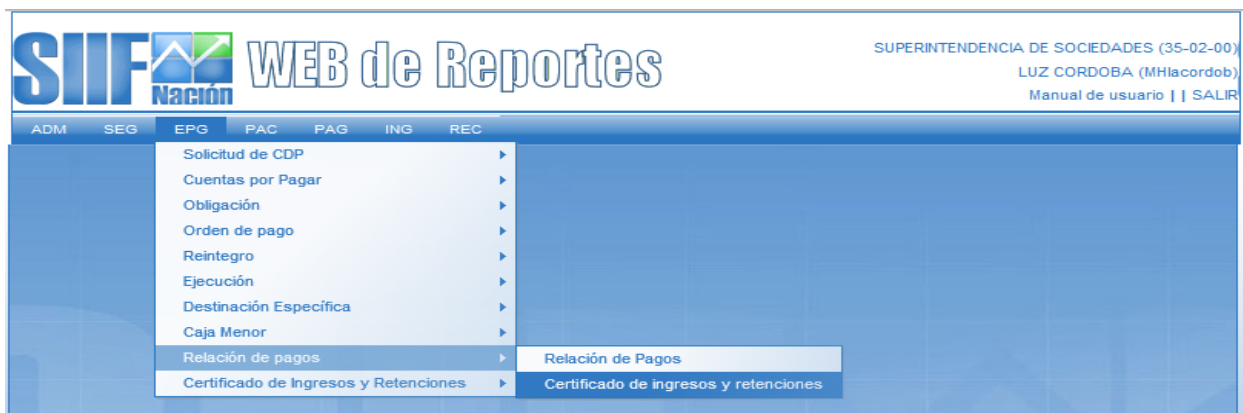 SIIF Nación WEB de Reportes
SUPERINTENDENCIA DE SOCIEDADES (35-02-00)
LUZ CORDOBA (MHlacordob)
Manual de usuario | | SALIR
ADM SEG EPG PAC PAG ING REC
Solicitud de CDP
Cuentas por Pagar
Obligación
Orden de pago
Reintegro
Ejecución
Destinación Específica
Caja Menor
Relación de pagos
Relación de Pagos
Certificado de Ingresos y Retenciones
Certificado de ingresos y retenciones